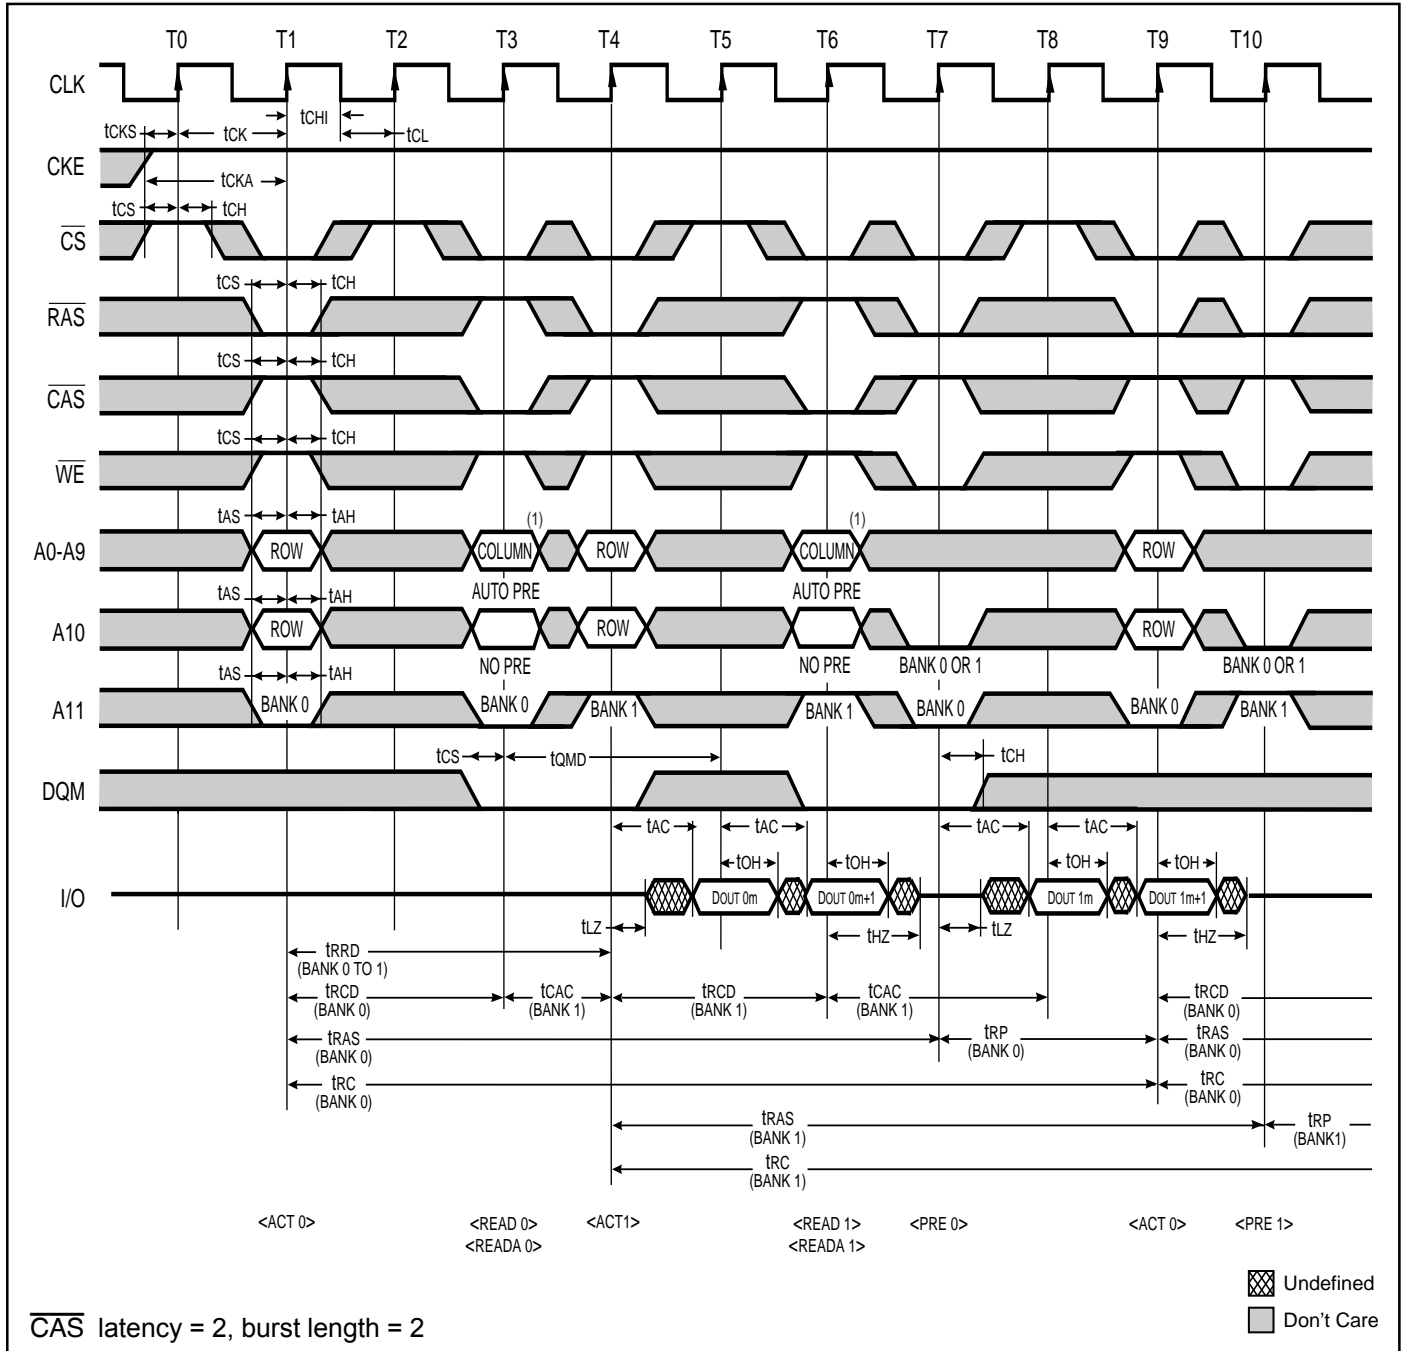 T0 T1 T2 T3 T4 T5 T6 T7 T8 T9 T10
CLK
tCHI
tCKS tCK tCL
CKE
tCKA
tCS tCH
CS
tCS tCH
RAS
tCS tCH
CAS
tCS tCH
WE
tAS tAH (1) (1)
A0-A9 ROW COLUMN ROW COLUMN ROW
AUTO PRE AUTO PRE
tAS tAH
A10 ROW ROW ROW
NO PRE NO PRE BANK 0 OR 1 BANK 0 OR 1
tAS tAH
A11 BANK 0 BANK 0 BANK 1 BANK 1 BANK 0 BANK 0 BANK 1
tCS tQMD tCH
DQM
tAC tAC tAC tAC
tOH tOH tOH tOH
I/O DOUT 0m DOUT 0m+1 DOUT 1m DOUT 1m+1
tLZ tHZ tLZ tHZ
tRRD
(BANK 0 TO 1)
tRCD tCAC tRCD tCAC tRCD
(BANK 0) (BANK 1) (BANK 1) (BANK 1) (BANK 0)
tRAS tRP tRAS
(BANK 0) (BANK 0) (BANK 0)
tRC tRC
(BANK 0) (BANK 0)
tRAS tRP
(BANK 1) (BANK1)
tRC
(BANK 1)
<ACT 0> <READ 0> <ACT1> <READ 1> <PRE 0> <ACT 0> <PRE 1>
<READA 0> <READA 1>
Undefined
Don't Care
CAS latency = 2, burst length = 2